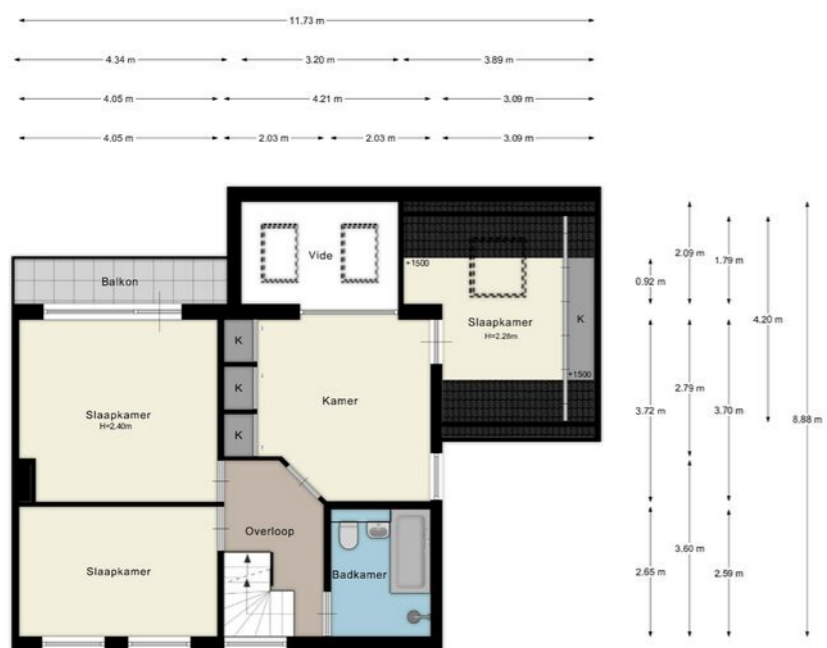 11.73 m
4.34 m 3.20 m 3.89 m
4.05 m 4.21 m 3.09 m
4.05 m 2.03 m 2.03 m 3.09 m
Vide
+1500
Balkon
0.92 m
2.09 m
1.79 m
4.20 m
8.88 m
Slaapkamer
H=2.28m
K
+1500
K
K
K
Kamer
Slaapkamer
H=2.40m
3.72 m
2.79 m
3.70 m
Overloop
Slaapkamer
Badkamer
2.65 m
3.60 m
2.59 m